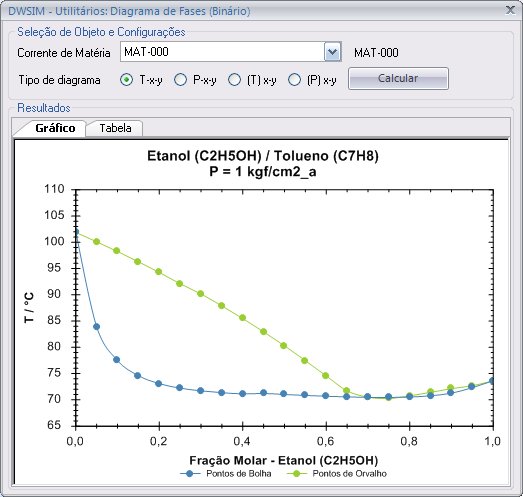 DWSIM - Utilitários: Diagrama de Fases (Binário)
Seleção de Objeto e Configurações
Corrente de Matéria MAT-000 MAT-000
Tipo de diagrama T-x-y P-x-y (T) x-y (P) x-y Calcular
Resultados
Gráfico Tabela
Etanol (C2H5OH) / Tolueno (C7H8)
P = 1 kgf/cm2_a
110
105
100
95
90
85
80
75
70
65
T / °C
0,0 0,2 0,4 0,6 0,8 1,0
Fração Molar - Etanol (C2H5OH)
Pontos de Bolha Pontos de Orvalho